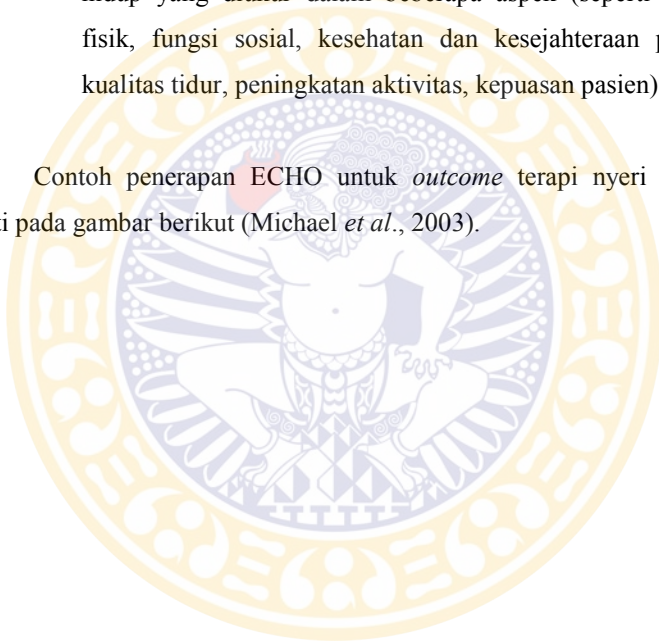 hidup yang diukur dalam beberapa aspek (seperti
fisik, fungsi sosial, kesehatan dan kesejahteraan
kualitas tidur, peningkatan aktivitas, kepuasan pasien)
Contoh penerapan ECHO untuk outcome terapi nyeri
pada gambar berikut (Michael et al., 2003).